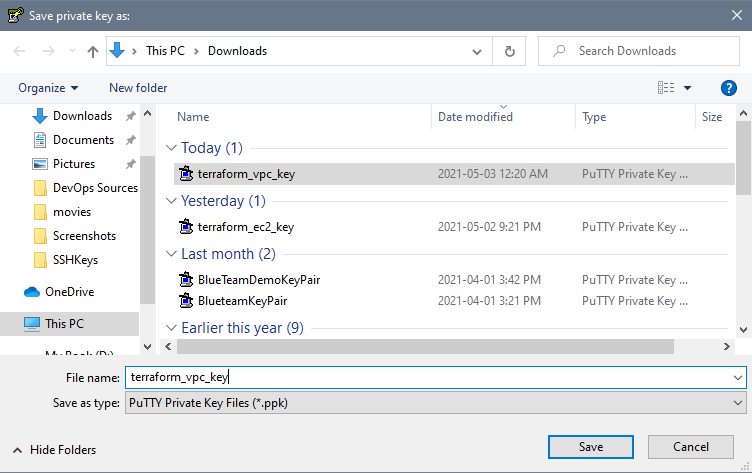 Save private key as:
This PC > Downloads
Search Downloads
Organize
New folder
Name
Date modified
Type
Size
Downloads
Documents
Pictures
DevOps Sources
movies
Screenshots
SSHKeys
OneDrive
This PC
Today (1)
terraform_vpc_key 2021-05-03 12:20 AM PuTTY Private Key ...
Yesterday (1)
terraform_ec2_key 2021-05-02 9:21 PM PuTTY Private Key ...
Last month (2)
BlueTeamDemoKeyPair 2021-04-01 3:42 PM PuTTY Private Key ...
BlueteamKeyPair 2021-04-01 3:21 PM PuTTY Private Key ...
Earlier this year (9)
File name: terraform_vpc_key
Save as type: PuTTY Private Key Files (*.ppk)
Hide Folders
Save
Cancel